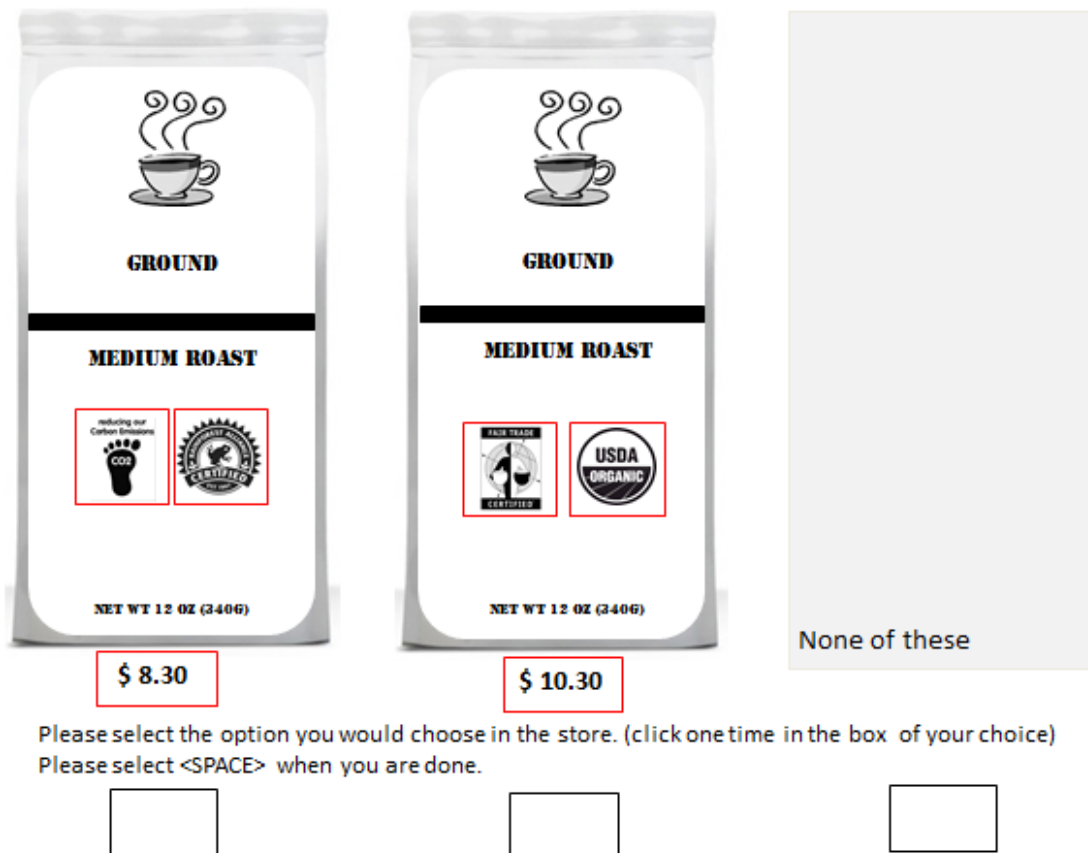 GROUND
MEDIUM ROAST
reducing our
Carbon Emissions
CO2
RAINFOREST ALLIANCE
CERTIFIED
NET WT 12 OZ (340G)
$ 8.30
GROUND
MEDIUM ROAST
FAIR TRADE
CERTIFIED
USDA
ORGANIC
NET WT 12 OZ (340G)
$ 10.30
None of these
Please select the option you would choose in the store. (click one time in the box of your choice)
Please select <SPACE> when you are done.